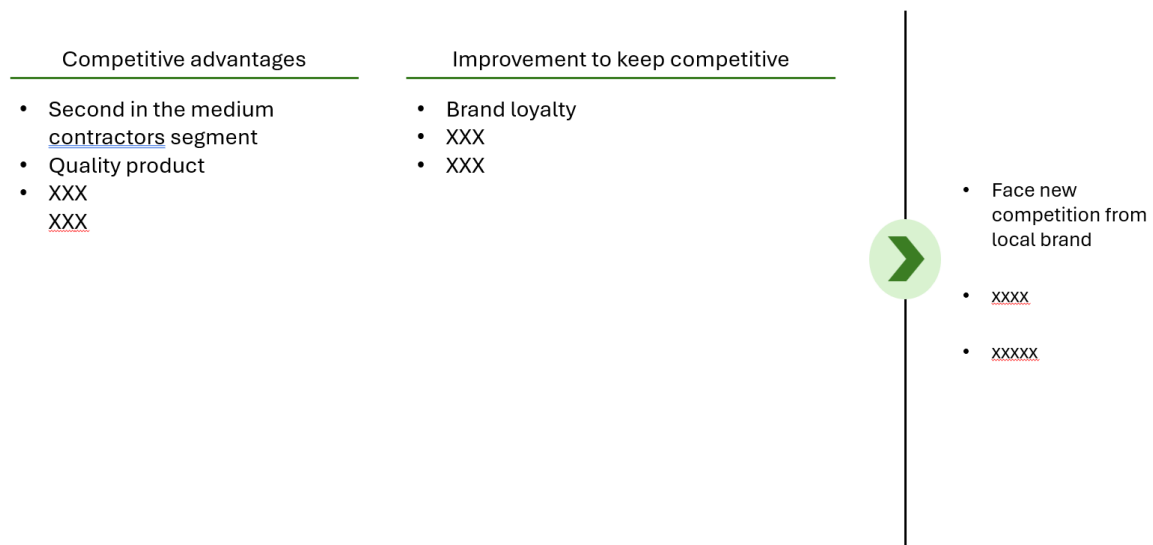 Competitive advantages
• Second in the medium
contractors segment
• Quality product
• XXX
XXX
Improvement to keep competitive
• Brand loyalty
• XXX
• XXX
• Face new
competition from
local brand
• xxxx
• xxxxx